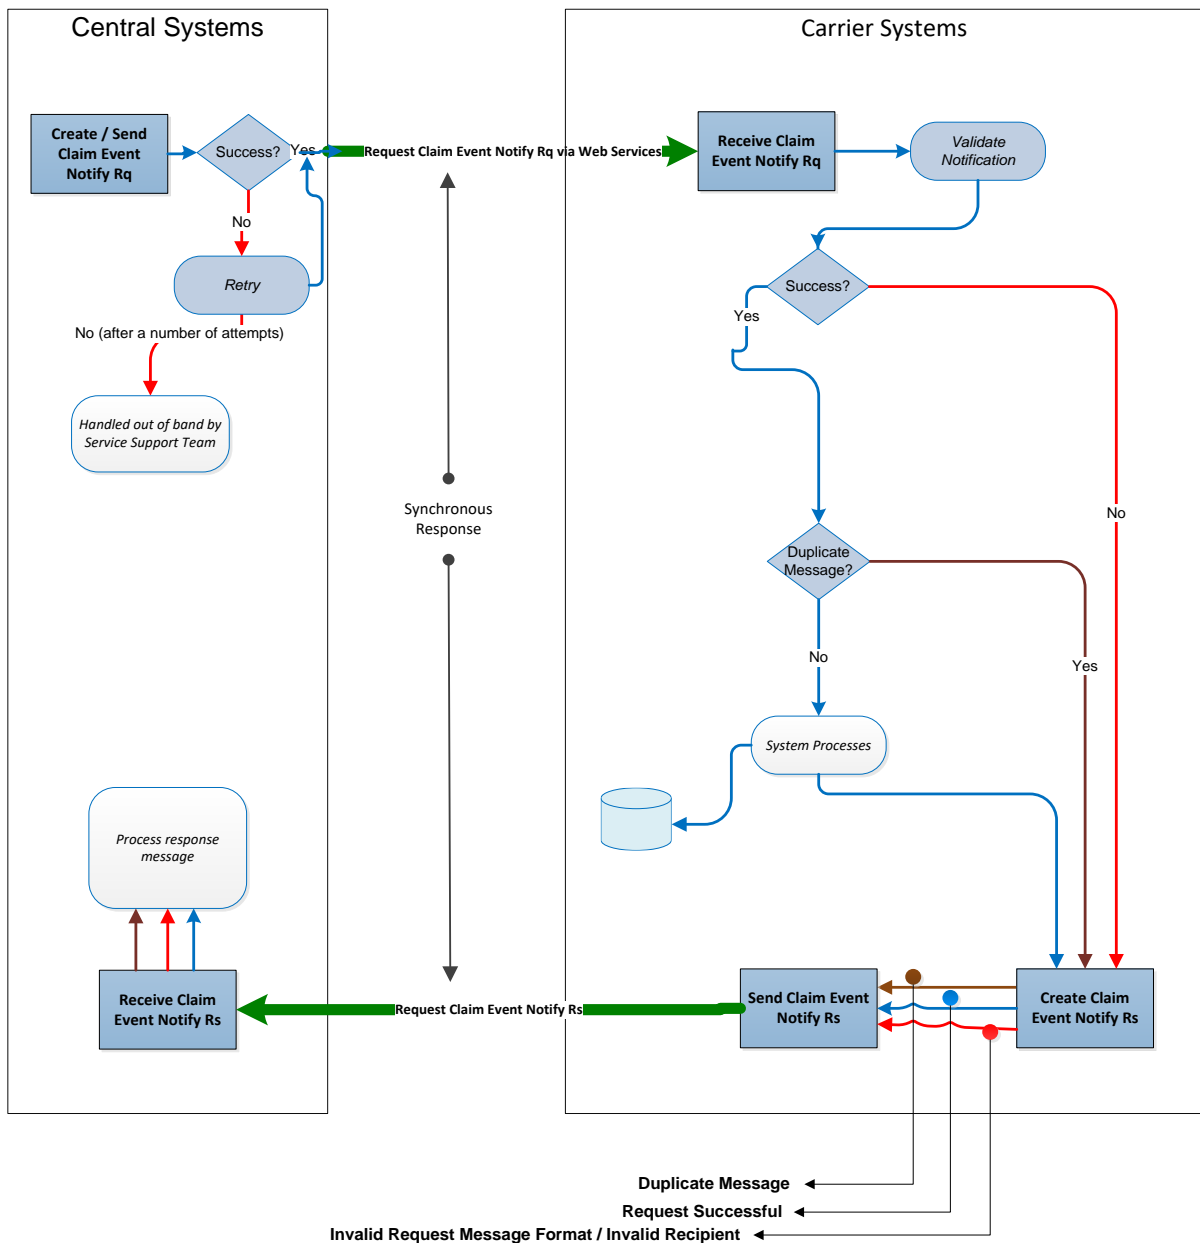 Central Systems
Carrier Systems
Create / Send
Claim Event
Notify Rq
Success?
Yes
Request Claim Event Notify Rq via Web Services
Receive Claim
Event Notify Rq
Validate
Notification
No
Retry
No (after a number of attempts)
Handled out of band by
Service Support Team
Success?
Yes
No
Synchronous
Response
Duplicate
Message?
No
Yes
System Processes
Process response
message
Receive Claim
Event Notify Rs
Request Claim Event Notify Rs
Send Claim Event
Notify Rs
Create Claim
Event Notify Rs
Duplicate Message
Request Successful
Invalid Request Message Format / Invalid Recipient